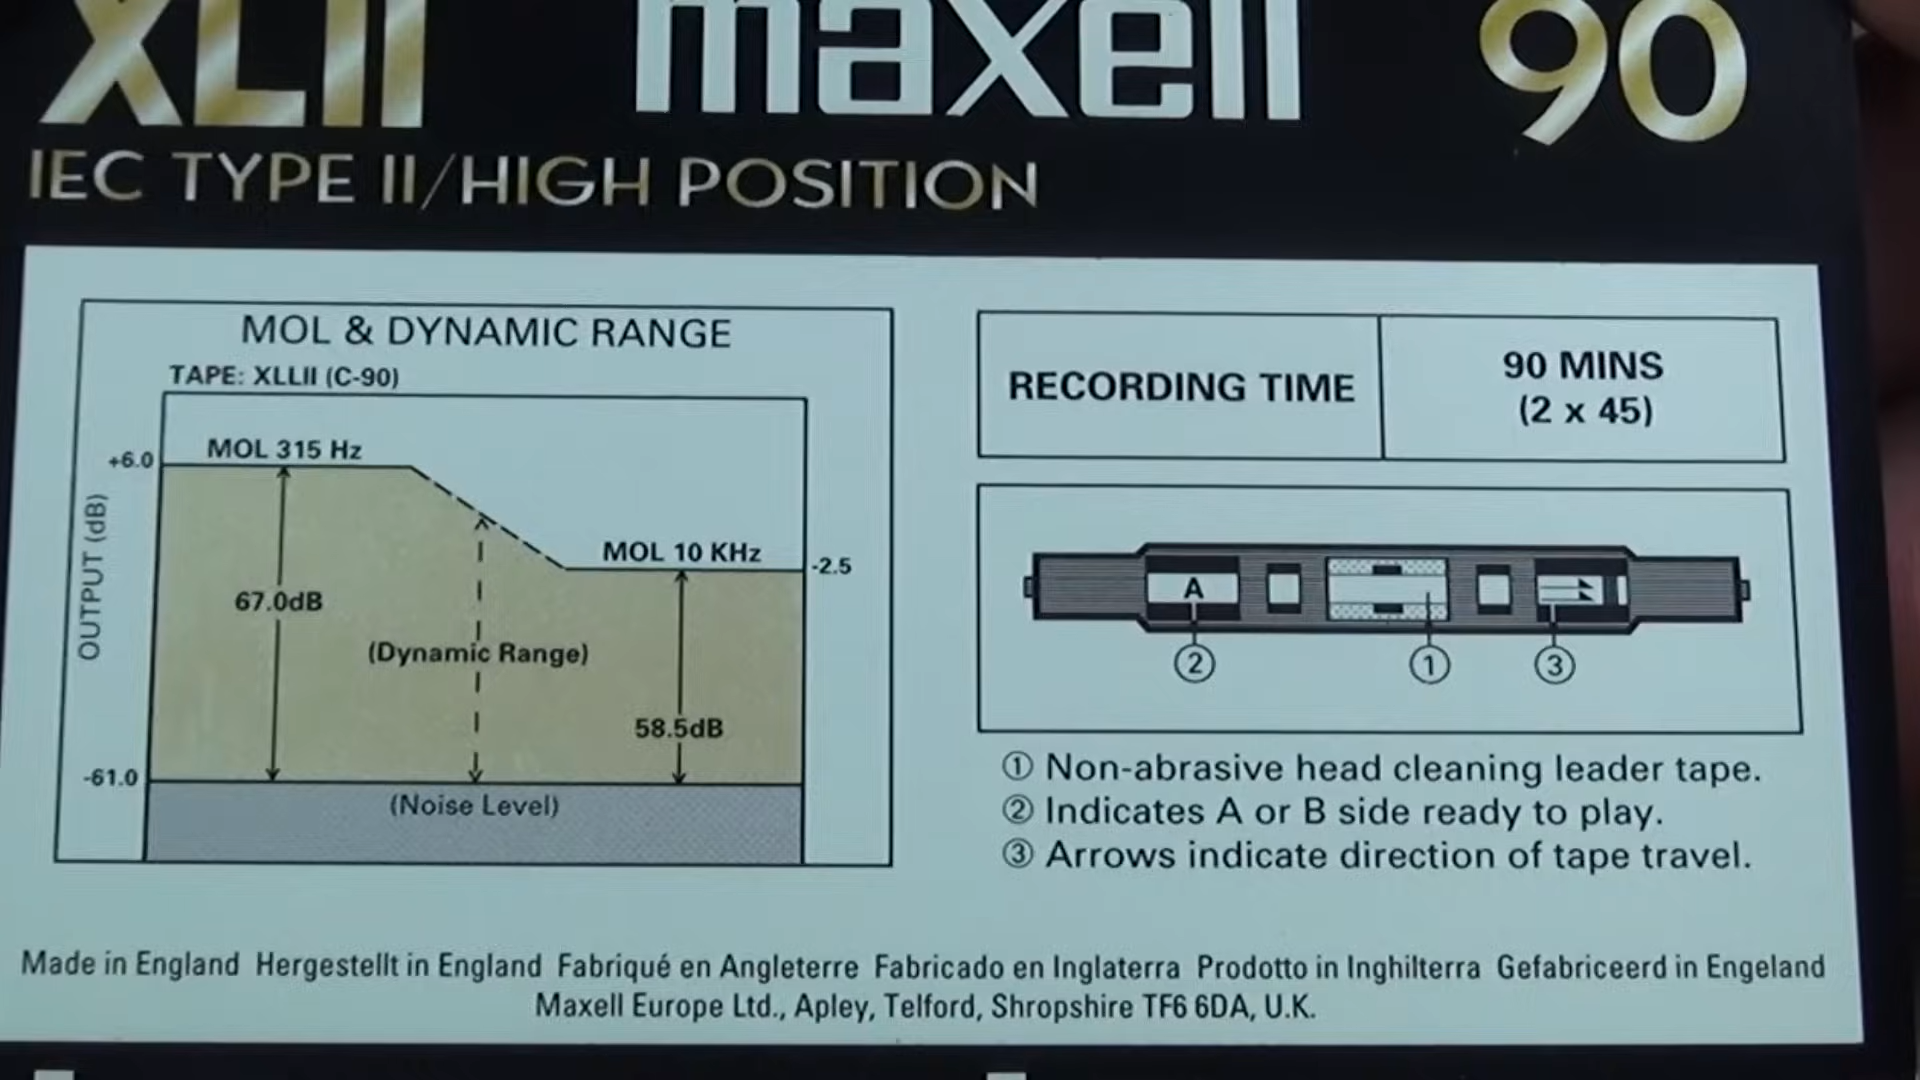 XLII maxell 90
IEC TYPE II/HIGH POSITION
MOL & DYNAMIC RANGE
TAPE: XLLII (C-90)
MOL 315 Hz
+6.0
OUTPUT (dB)
MOL 10 KHz
-2.5
67.0dB
(Dynamic Range)
58.5dB
-61.0
(Noise Level)
RECORDING TIME
90 MINS
(2 x 45)
A
② ① ③
① Non-abrasive head cleaning leader tape.
② Indicates A or B side ready to play.
③ Arrows indicate direction of tape travel.
Made in England Hergestellt in England Fabriqué en Angleterre Fabricado en Inglaterra Prodotto in Inghilterra Gefabriceerd in Engeland
Maxell Europe Ltd., Apley, Telford, Shropshire TF6 6DA, U.K.